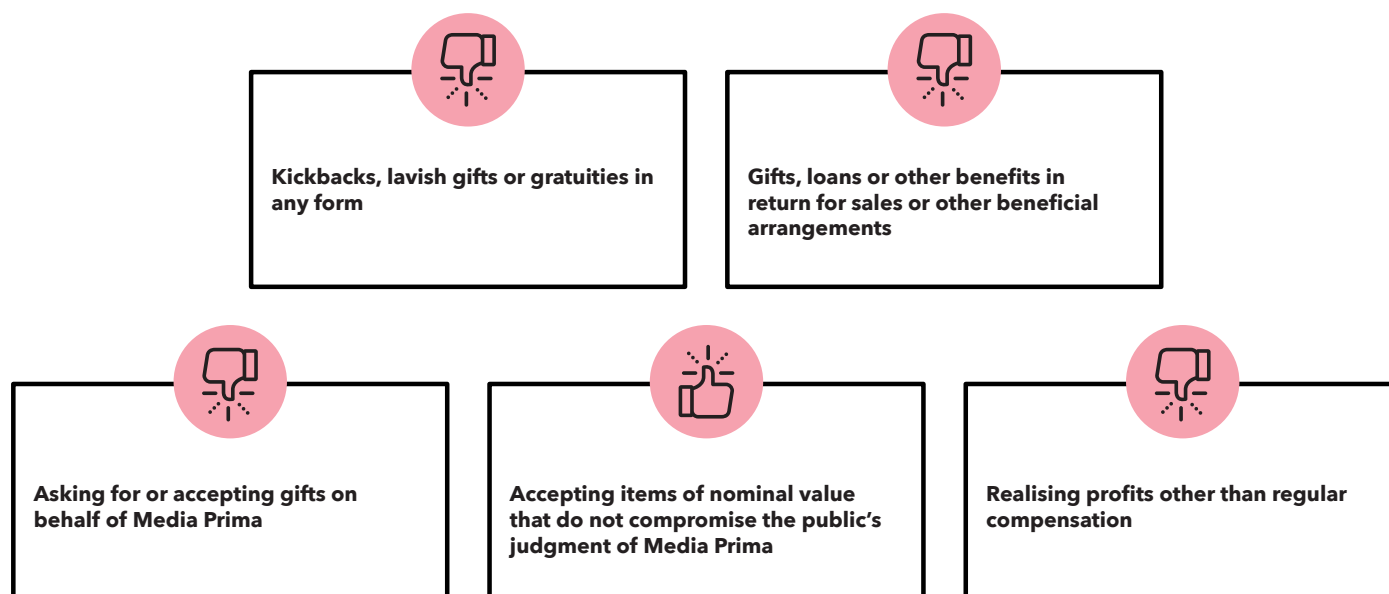 Kickbacks, lavish gifts or gratuities in
any form
Gifts, loans or other benefits in
return for sales or other beneficial
arrangements
Asking for or accepting gifts on
behalf of Media Prima
Accepting items of nominal value
that do not compromise the public’s
judgment of Media Prima
Realising profits other than regular
compensation